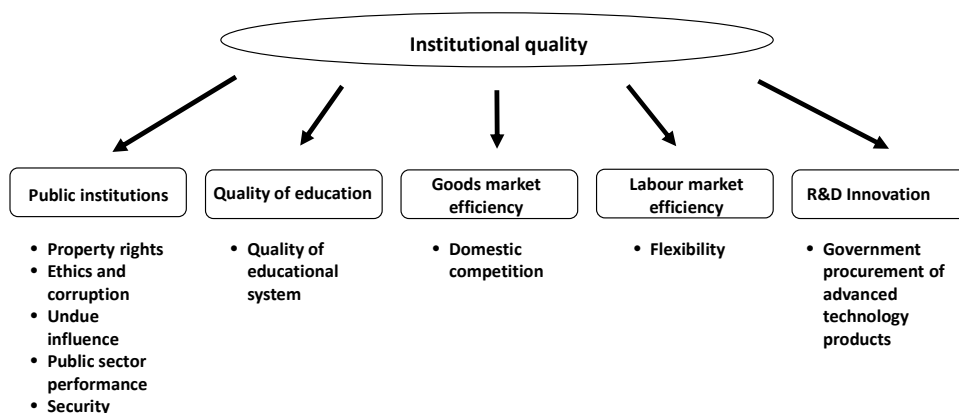 Institutional quality
Public institutions
Quality of education
Goods market
efficiency
Labour market
efficiency
R&D Innovation
• Property rights
• Ethics and
corruption
• Undue
influence
• Public sector
performance
• Security
• Quality of
educational
system
• Domestic
competition
• Flexibility
• Government
procurement of
advanced
technology
products